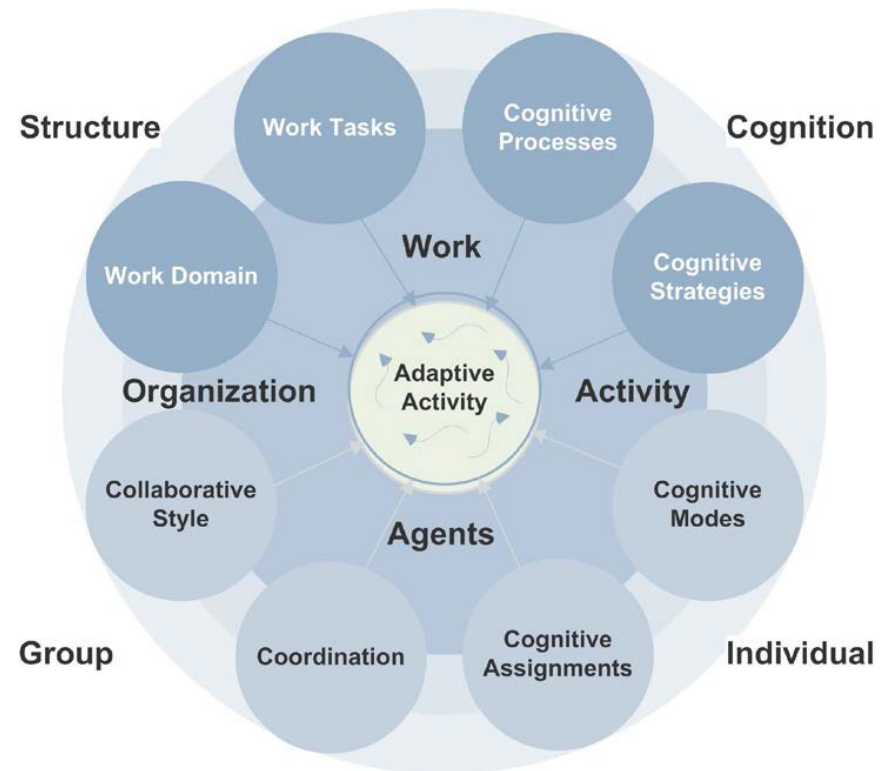 Structure
Work Tasks
Cognitive
Processes
Cognition
Work Domain
Work
Cognitive
Strategies
Organization
Adaptive
Activity
Activity
Collaborative
Style
Agents
Cognitive
Modes
Group
Coordination
Cognitive
Assignments
Individual